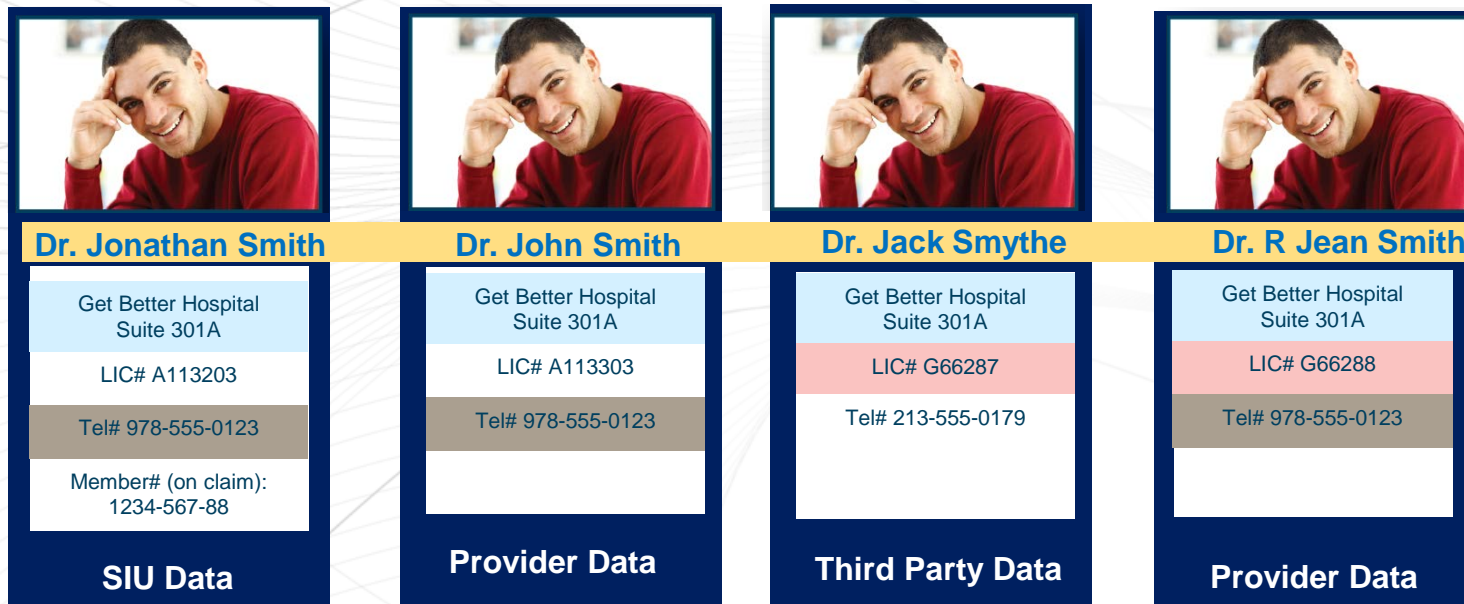 Dr. Jonathan Smith
Get Better Hospital
Suite 301A
LIC# A113203
Tel# 978-555-0123
Member# (on claim):
1234-567-88
SIU Data
Dr. John Smith
Get Better Hospital
Suite 301A
LIC# A113303
Tel# 978-555-0123
Provider Data
Dr. Jack Smythe
Get Better Hospital
Suite 301A
LIC# G66287
Tel# 213-555-0179
Third Party Data
Dr. R Jean Smith
Get Better Hospital
Suite 301A
LIC# G66288
Tel# 978-555-0123
Provider Data